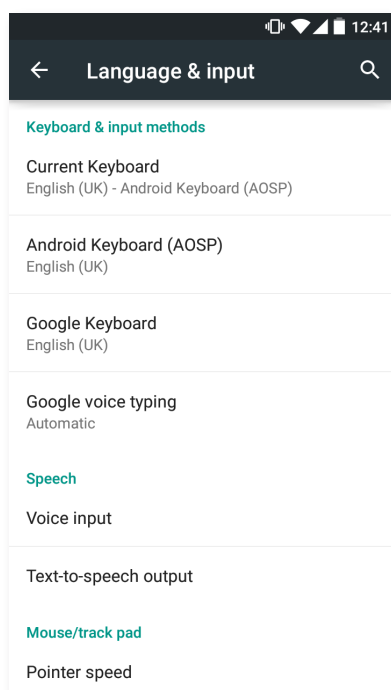 12:41
Language & input
Keyboard & input methods
Current Keyboard
English (UK) - Android Keyboard (AOSP)
Android Keyboard (AOSP)
English (UK)
Google Keyboard
English (UK)
Google voice typing
Automatic
Speech
Voice input
Text-to-speech output
Mouse/track pad
Pointer speed